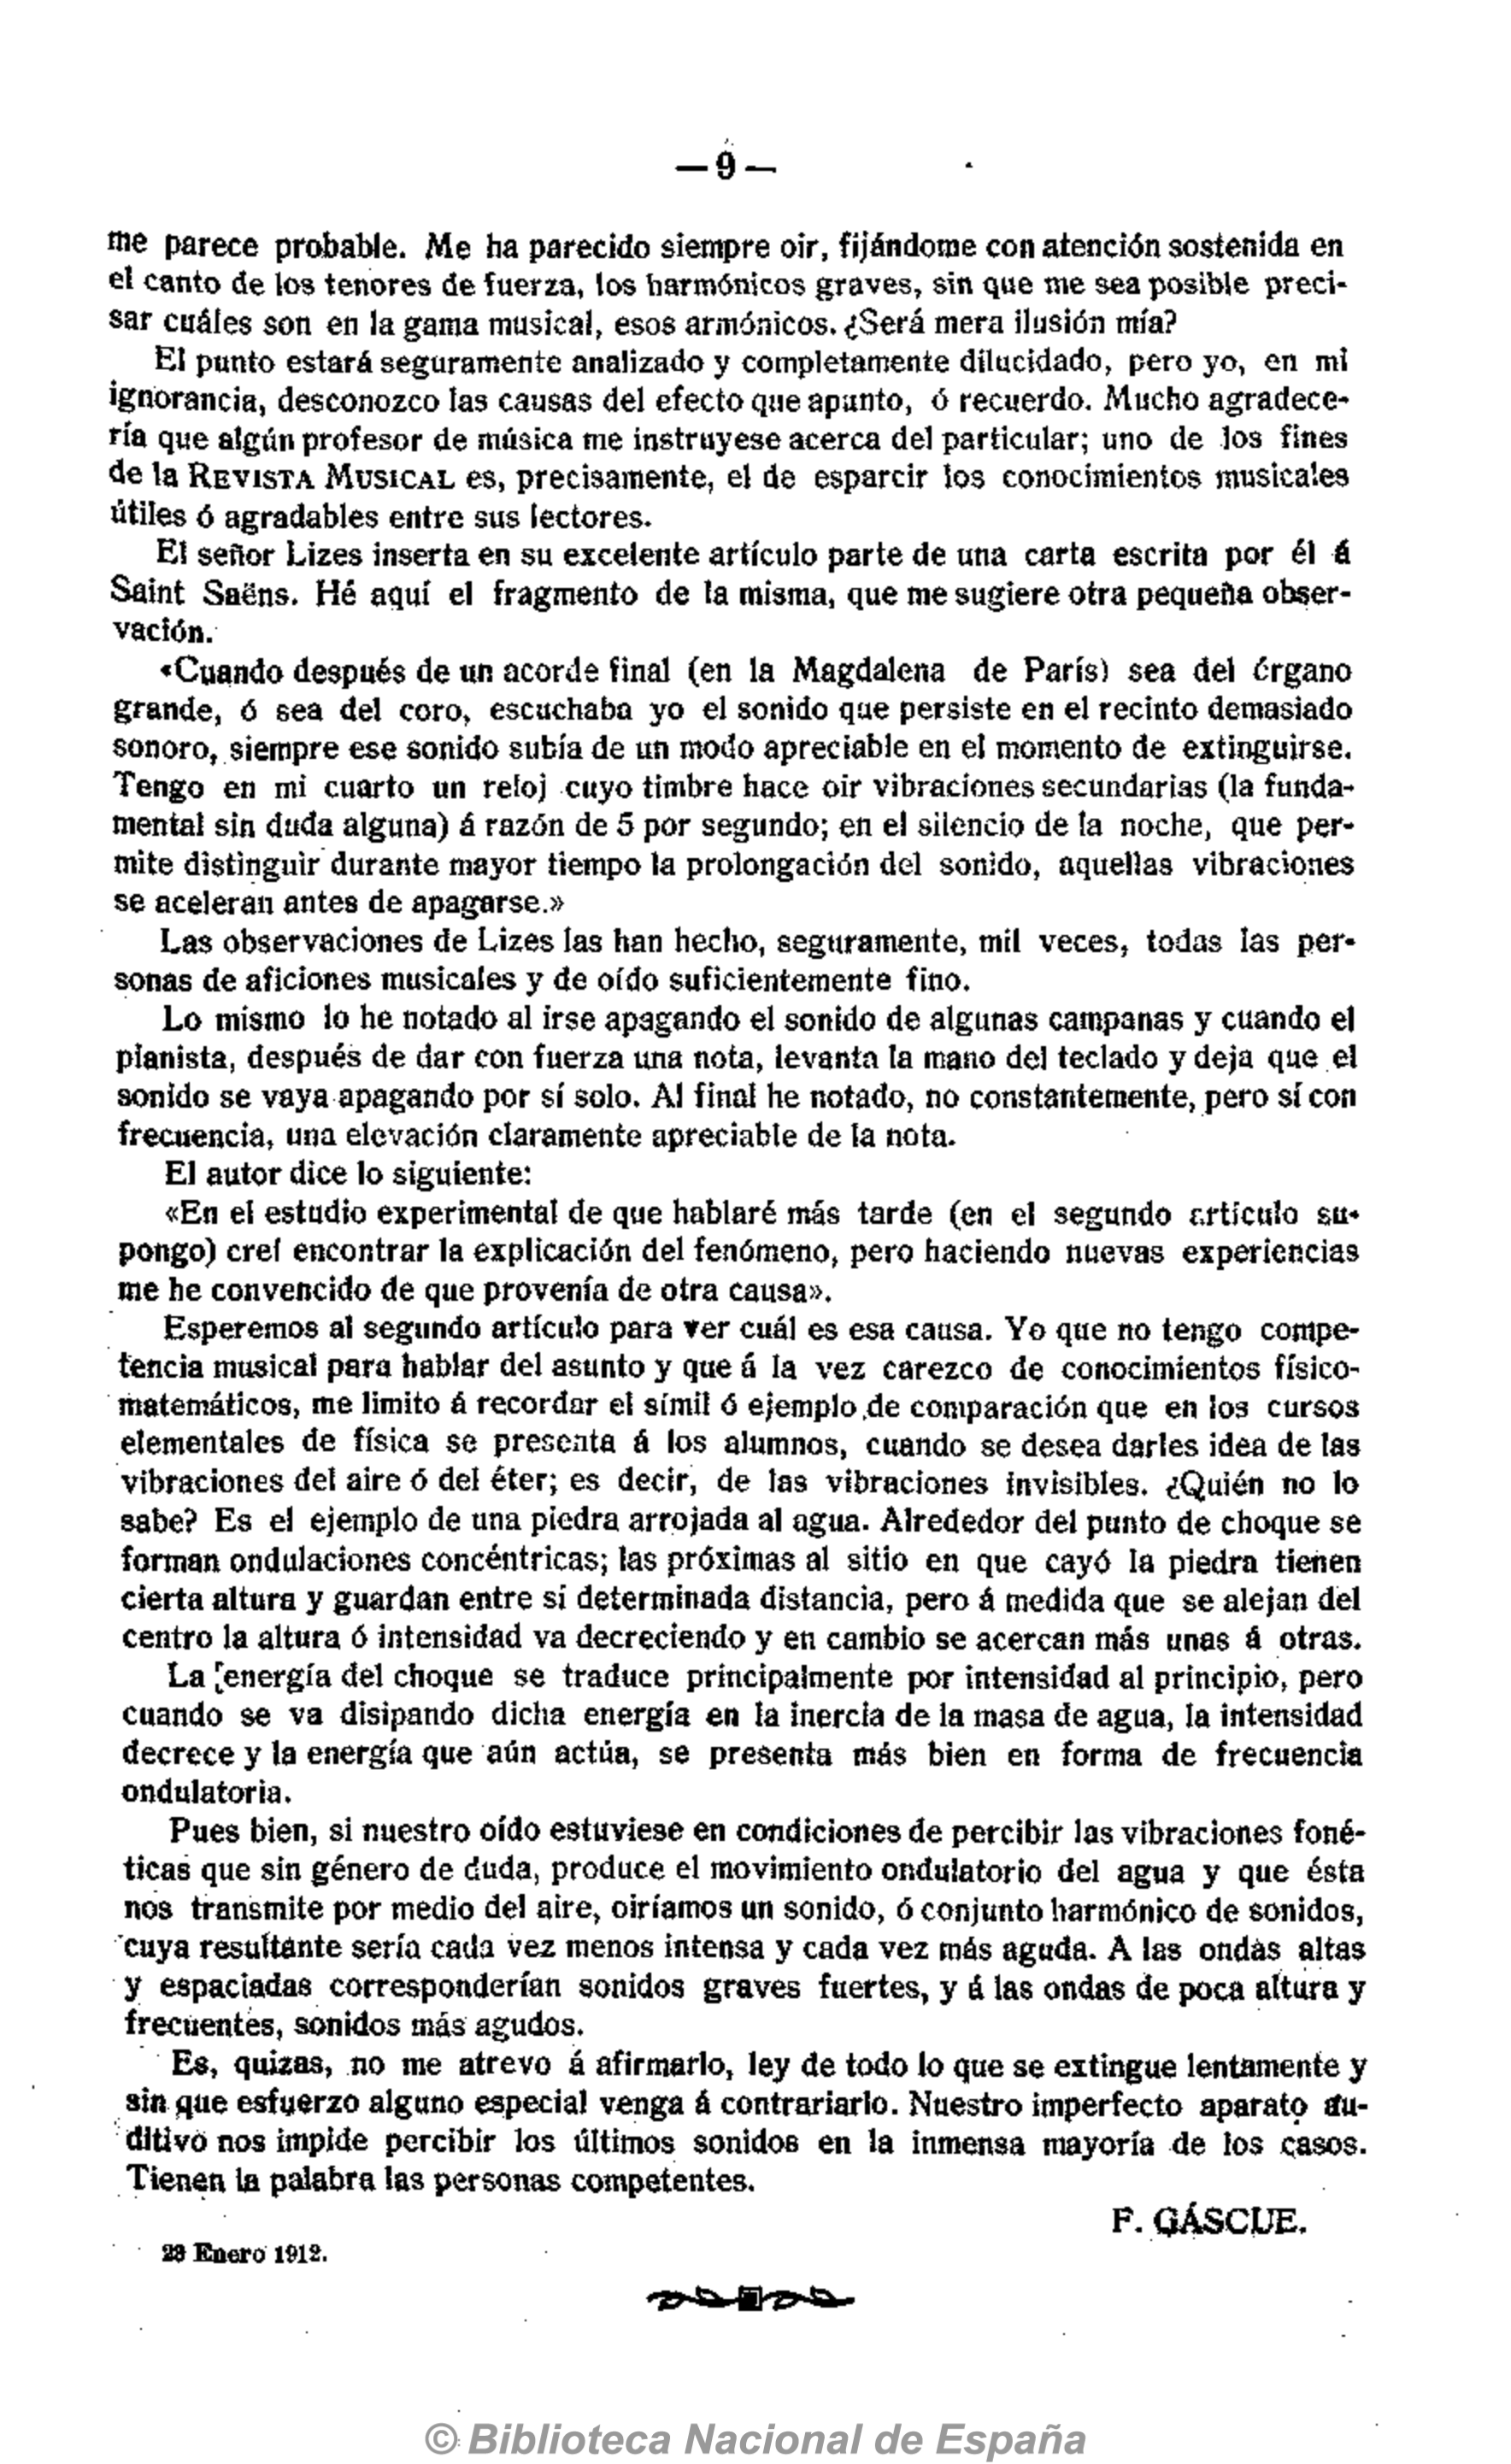 — 9 —
me parece probable. Me ha parecido siempre oir, fijándome con atención sostenida en
el canto de los tenores de fuerza, los harmónicos graves, sin que me sea posible preci-
sar cuáles son en la gama musical, esos armónicos. ¿Será mera ilusión mía?
El punto estará seguramente analizado y completamente dilucidado, pero yo, en mi
ignorancia, desconozco las causas del efecto que apunto, ó recuerdo. Mucho agradece-
ría que algún profesor de música me instruyese acerca del particular; uno de los fines
de la REVISTA MUSICAL es, precisamente, el de esparcir los conocimientos musicales
útiles ó agradables entre sus lectores.
El señor Lizes inserta en su excelente artículo parte de una carta escrita por él á
Saint Saëns. Hé aquí el fragmento de la misma, que me sugiere otra pequeña obser-
vación.
«Cuando después de un acorde final (en la Magdalena de París) sea del órgano
grande, ó sea del coro, escuchaba yo el sonido que persiste en el recinto demasiado
sonoro, siempre ese sonido subía de un modo apreciable en el momento de extinguirse.
Tengo en mi cuarto un reloj cuyo timbre hace oir vibraciones secundarias (la funda-
mental sin duda alguna) á razón de 5 por segundo; en el silencio de la noche, que per-
mite distinguir durante mayor tiempo la prolongación del sonido, aquellas vibraciones
se aceleran antes de apagarse.»
Las observaciones de Lizes las han hecho, seguramente, mil veces, todas las per-
sonas de aficiones musicales y de oído suficientemente fino.
Lo mismo lo he notado al irse apagando el sonido de algunas campanas y cuando el
pianista, después de dar con fuerza una nota, levanta la mano del teclado y deja que el
sonido se vaya apagando por sí solo. Al final he notado, no constantemente, pero sí con
frecuencia, una elevación claramente apreciable de la nota.
El autor dice lo siguiente:
«En el estudio experimental de que hablaré más tarde (en el segundo artículo su-
pongo) creí encontrar la explicación del fenómeno, pero haciendo nuevas experiencias
me he convencido de que provenía de otra causa».
Esperemos al segundo artículo para ver cuál es esa causa. Yo que no tengo compe-
tencia musical para hablar del asunto y que á la vez carezco de conocimientos físico-
matemáticos, me limito á recordar el símil ó ejemplo de comparación que en los cursos
elementales de física se presenta á los alumnos, cuando se desea darles idea de las
vibraciones del aire ó del éter; es decir, de las vibraciones invisibles. ¿Quién no lo
sabe? Es el ejemplo de una piedra arrojada al agua. Alrededor del punto de choque se
forman ondulaciones concéntricas; las próximas al sitio en que cayó la piedra tienen
cierta altura y guardan entre sí determinada distancia, pero á medida que se alejan del
centro la altura ó intensidad va decreciendo y en cambio se acercan más unas á otras.
La energía del choque se traduce principalmente por intensidad al principio, pero
cuando se va disipando dicha energía en la inercia de la masa de agua, la intensidad
decrece y la energía que aún actúa, se presenta más bien en forma de frecuencia
ondulatoria.
Pues bien, si nuestro oído estuviese en condiciones de percibir las vibraciones foné-
ticas que sin género de duda, produce el movimiento ondulatorio del agua y que ésta
nos transmite por medio del aire, oiríamos un sonido, ó conjunto harmónico de sonidos,
cuya resultante sería cada vez menos intensa y cada vez más aguda. A las ondas altas
y espaciadas corresponderían sonidos graves fuertes, y á las ondas de poca altura y
frecuentes, sonidos más agudos.
Es, quizas, no me atrevo á afirmarlo, ley de todo lo que se extingue lentamente y
sin que esfuerzo alguno especial venga á contrariarlo. Nuestro imperfecto aparato au-
ditivo nos impide percibir los últimos sonidos en la inmensa mayoría de los casos.
Tienen la palabra las personas competentes.
F. GÁSCUE.
23 Enero 1912.
© Biblioteca Nacional de España